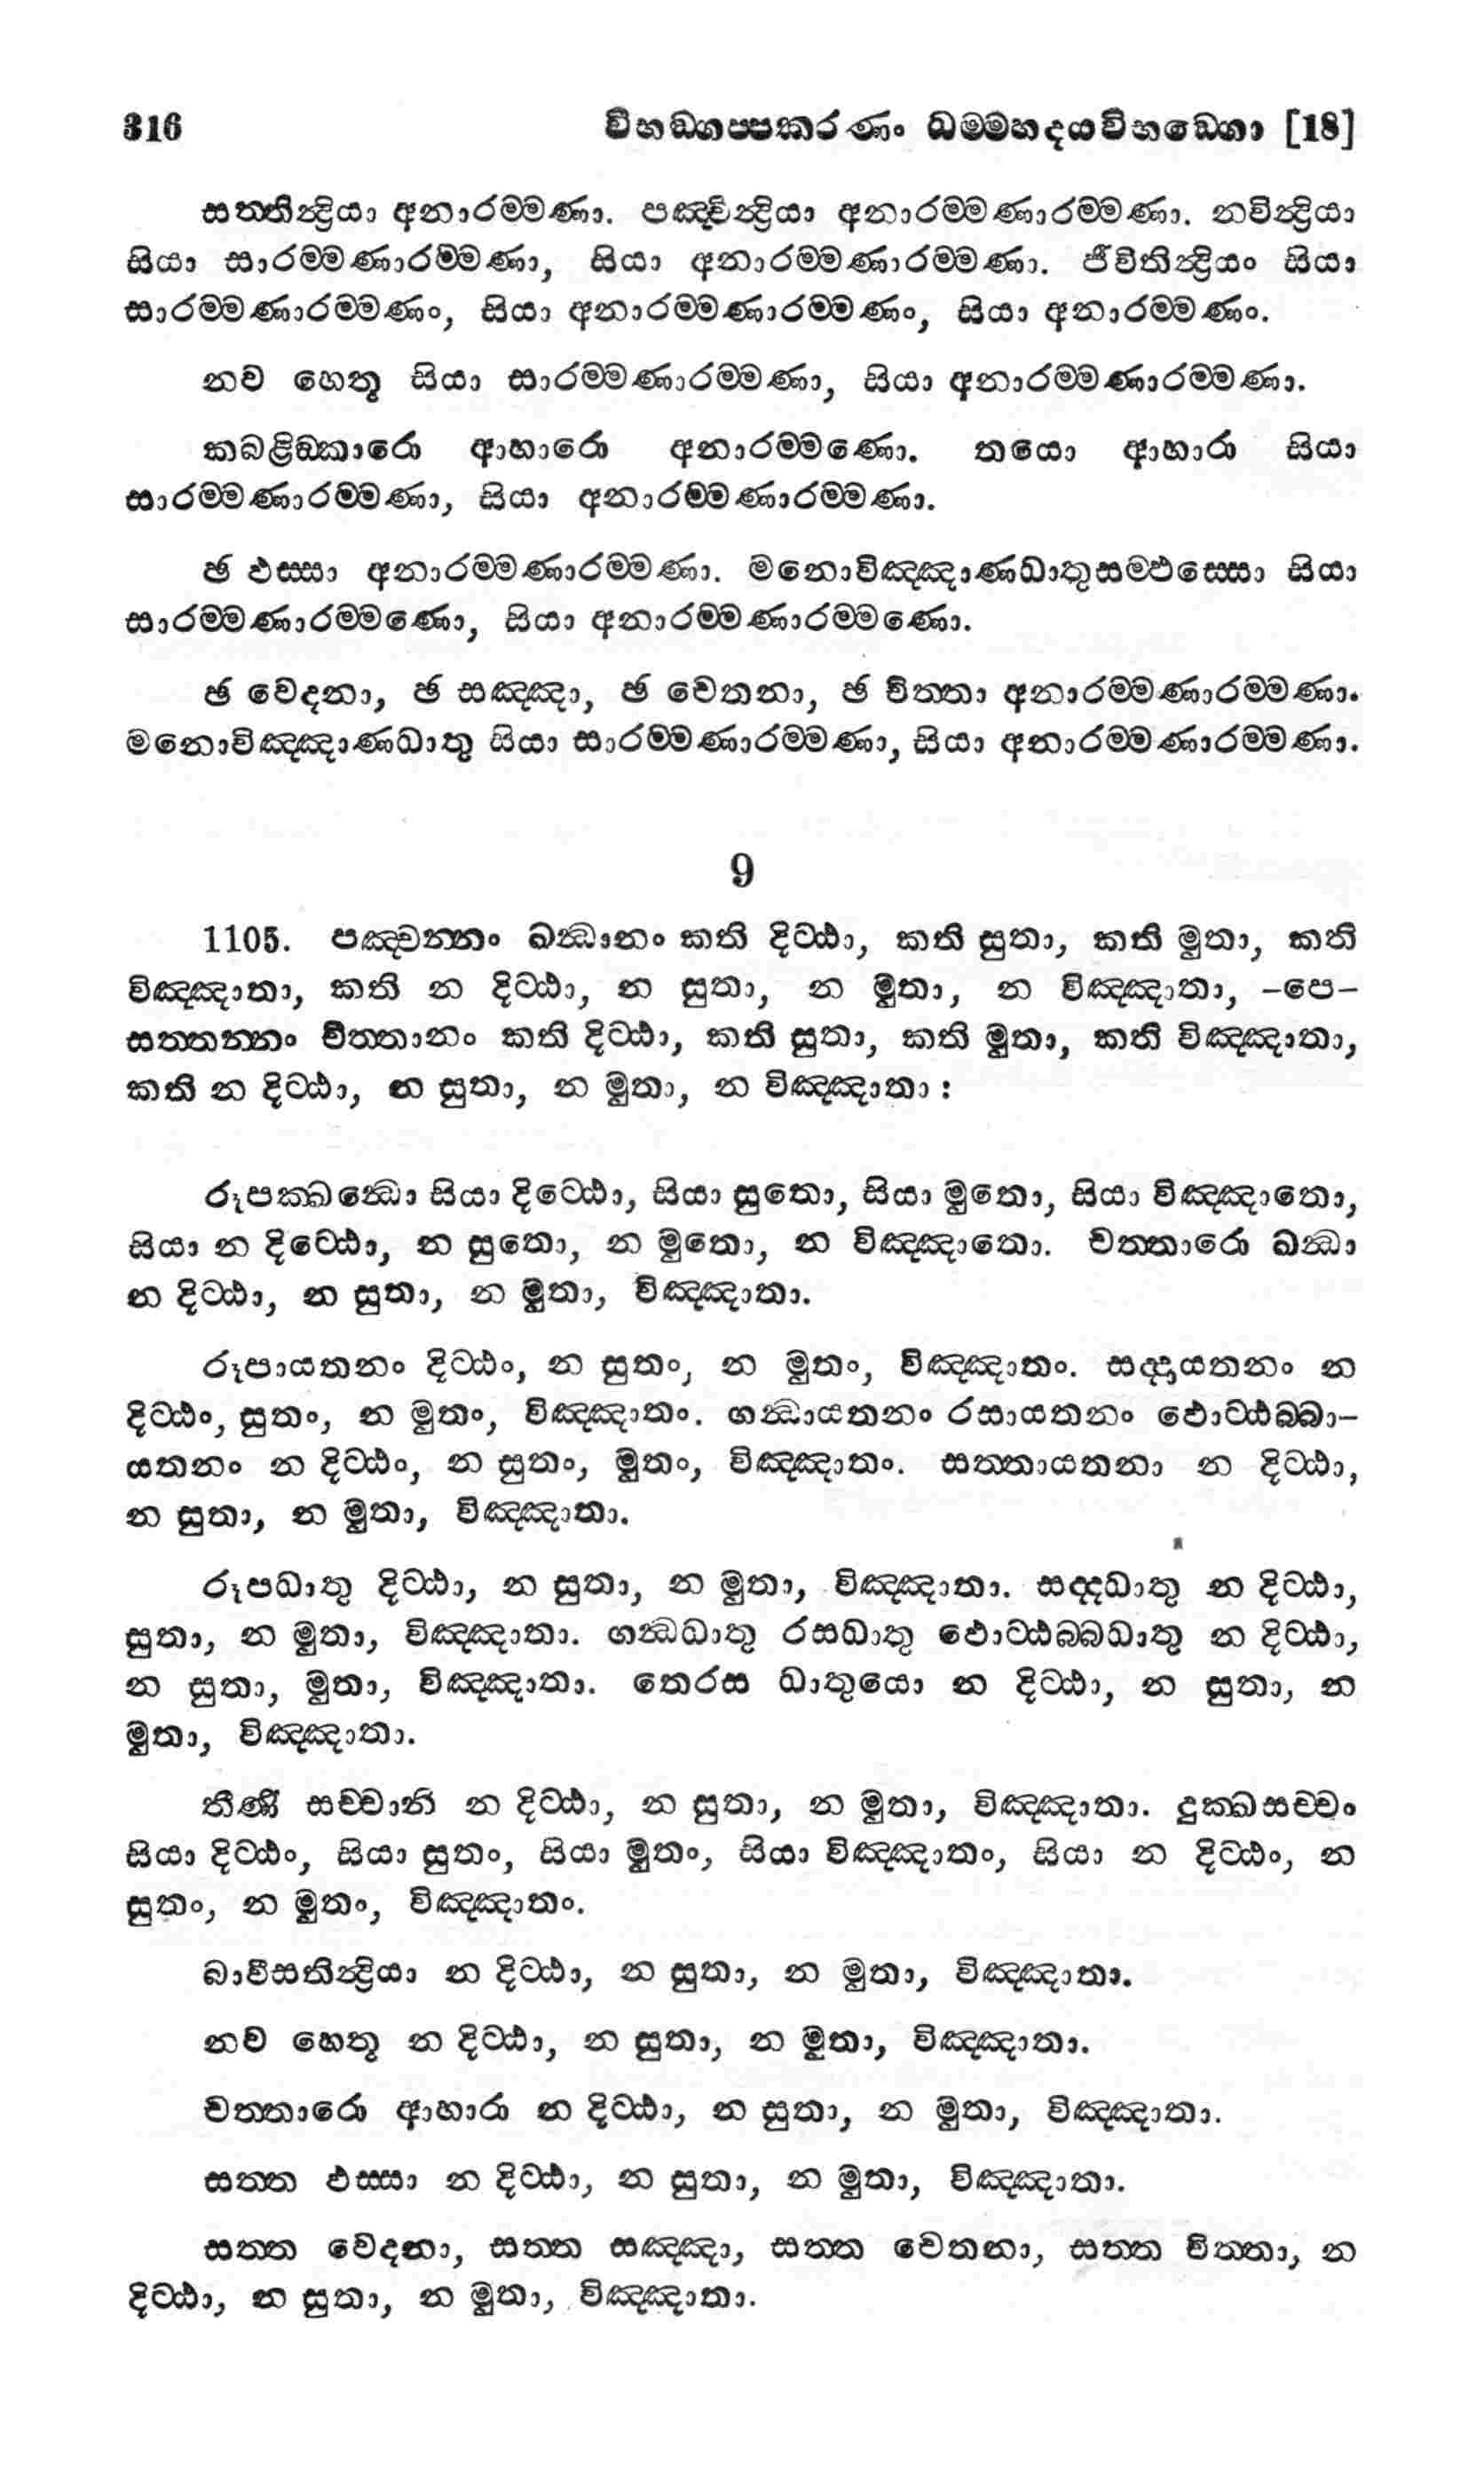 316 විභඞ්ගප්පකරණං ධම්මහදයවිභඞ්ගො [18]
සත්තින්ද්‍රියා අනාරම්මණා. පඤ්චින්ද්‍රියා අනාරම්මණාරම්මණා. නවින්ද්‍රියා
සියා සාරම්මණාරම්මණා, සියා අනාරම්මණාරම්මණා. ජීවිතින්ද්‍රියං සියා
සාරම්මණාරම්මණං, සියා අනාරම්මණාරම්මණං, සියා අනාරම්මණං.
නව හෙතූ සියා සාරම්මණාරම්මණා, සියා අනාරම්මණාරම්මණා.
කබළිඞ්කාරො ආහාරො අනාරම්මණො. තයො ආහාරා සියා
සාරම්මණාරම්මණා, සියා අනාරම්මණාරම්මණා.
ඡ ඵස්සා අනාරම්මණාරම්මණා. මනොවිඤ්ඤාණධාතුසම්ඵස්සො සියා
සාරම්මණාරම්මණො, සියා අනාරම්මණාරම්මණො.
ඡ වෙදනා, ඡ සඤ්ඤා, ඡ චෙතනා, ඡ චිත්තා අනාරම්මණාරම්මණා.
මනොවිඤ්ඤාණධාතු සියා සාරම්මණාරම්මණා, සියා අනාරම්මණාරම්මණා.
9
1105. පඤ්චන්නං ඛන්ධානං කති දිට්ඨා, කති සුතා, කති මුතා, කති
විඤ්ඤාතා, කති න දිට්ඨා, න සුතා, න මුතා, න විඤ්ඤාතා, –පෙ–
සත්තන්නං චිත්තානං කති දිට්ඨා, කති සුතා, කති මුතා, කති විඤ්ඤාතා,
කති න දිට්ඨා, න සුතා, න මුතා, න විඤ්ඤාතා :
රූපක්ඛන්ධො සියා දිට්ඨො, සියා සුතො, සියා මුතො, සියා විඤ්ඤාතො,
සියා න දිට්ඨො, න සුතො, න මුතො, න විඤ්ඤාතො. චත්තාරො ඛන්ධා
න දිට්ඨා, න සුතා, න මුතා, විඤ්ඤාතා.
රූපායතනං දිට්ඨං, න සුතං, න මුතං, විඤ්ඤාතං. සද්දායතනං න
දිට්ඨං, සුතං, න මුතං, විඤ්ඤාතං. ගන්ධායතනං රසායතනං ඵොට්ඨබ්බා–
යතනං න දිට්ඨං, න සුතං, මුතං, විඤ්ඤාතං. සත්තායතනා න දිට්ඨා,
න සුතා, න මුතා, විඤ්ඤාතා.
රූපධාතු දිට්ඨා, න සුතා, න මුතා, විඤ්ඤාතා. සද්දධාතු න දිට්ඨා,
සුතා, න මුතා, විඤ්ඤාතා. ගන්ධධාතු රසධාතු ඵොට්ඨබ්බධාතු න දිට්ඨා,
න සුතා, මුතා, විඤ්ඤාතා. තෙරස ධාතුයො න දිට්ඨා, න සුතා, න
මුතා, විඤ්ඤාතා.
තීණි සච්චානි න දිට්ඨා, න සුතා, න මුතා, විඤ්ඤාතා. දුක්ඛසච්චං
සියා දිට්ඨං, සියා සුතං, සියා මුතං, සියා විඤ්ඤාතං, සියා න දිට්ඨං, න
සුතං, න මුතං, විඤ්ඤාතං.
බාවීසතින්ද්‍රියා න දිට්ඨා, න සුතා, න මුතා, විඤ්ඤාතා.
නව හෙතූ න දිට්ඨා, න සුතා, න මුතා, විඤ්ඤාතා.
චත්තාරො ආහාරා න දිට්ඨා, න සුතා, න මුතා, විඤ්ඤාතා.
සත්ත ඵස්සා න දිට්ඨා, න සුතා, න මුතා, විඤ්ඤාතා.
සත්ත වෙදනා, සත්ත සඤ්ඤා, සත්ත චෙතනා, සත්ත චිත්තා, න
දිට්ඨා, න සුතා, න මුතා, විඤ්ඤාතා.